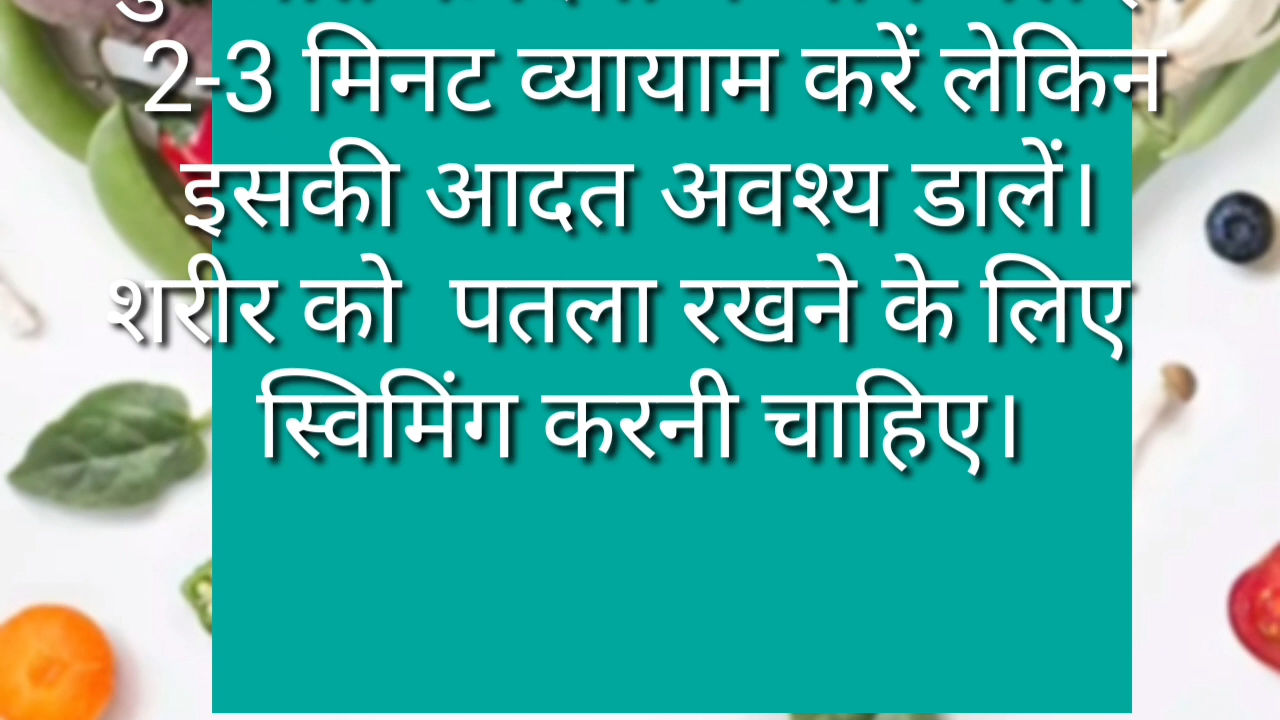 2-3 मिनट व्यायाम करें लेकिन
इसकी आदत अवश्य डालें।
शरीर को  पतला रखने के लिए
स्विमिंग करनी चाहिए।